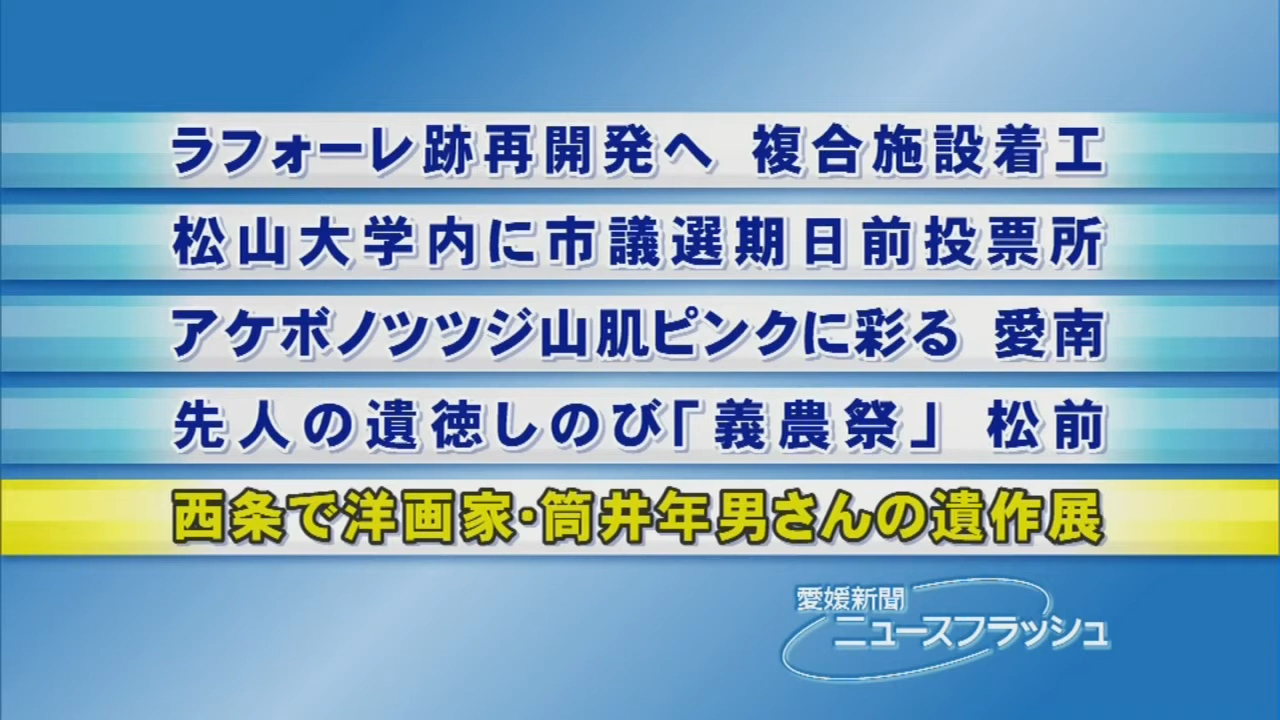 ラフォーレ跡再開発へ 複合施設着工
松山大学内に市議選期日前投票所
アケボノツツジ山肌ピンクに彩る 愛南
先人の遺徳しのび「義農祭」 松前
西条で洋画家・筒井年男さんの遺作展
愛媛新聞
ニュースフラッシュ